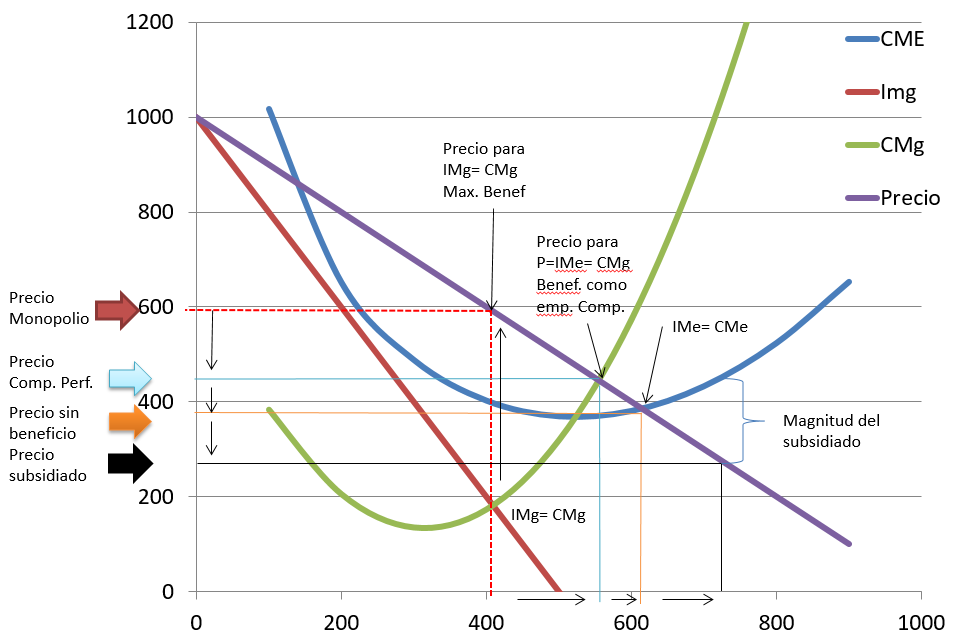 1200
1000
800
600
400
200
0
0
200
400
600
800
1000
CME
Img
CMg
Precio
Precio para
IMg= CMg
Max. Benef
Precio para
P=IMe= CMg
Benef. como
emp. Comp.
IMe= CMe
Magnitud del
subsidiado
IMg= CMg
Precio
Monopolio
Precio
Comp. Perf.
Precio sin
beneficio
Precio
subsidiado